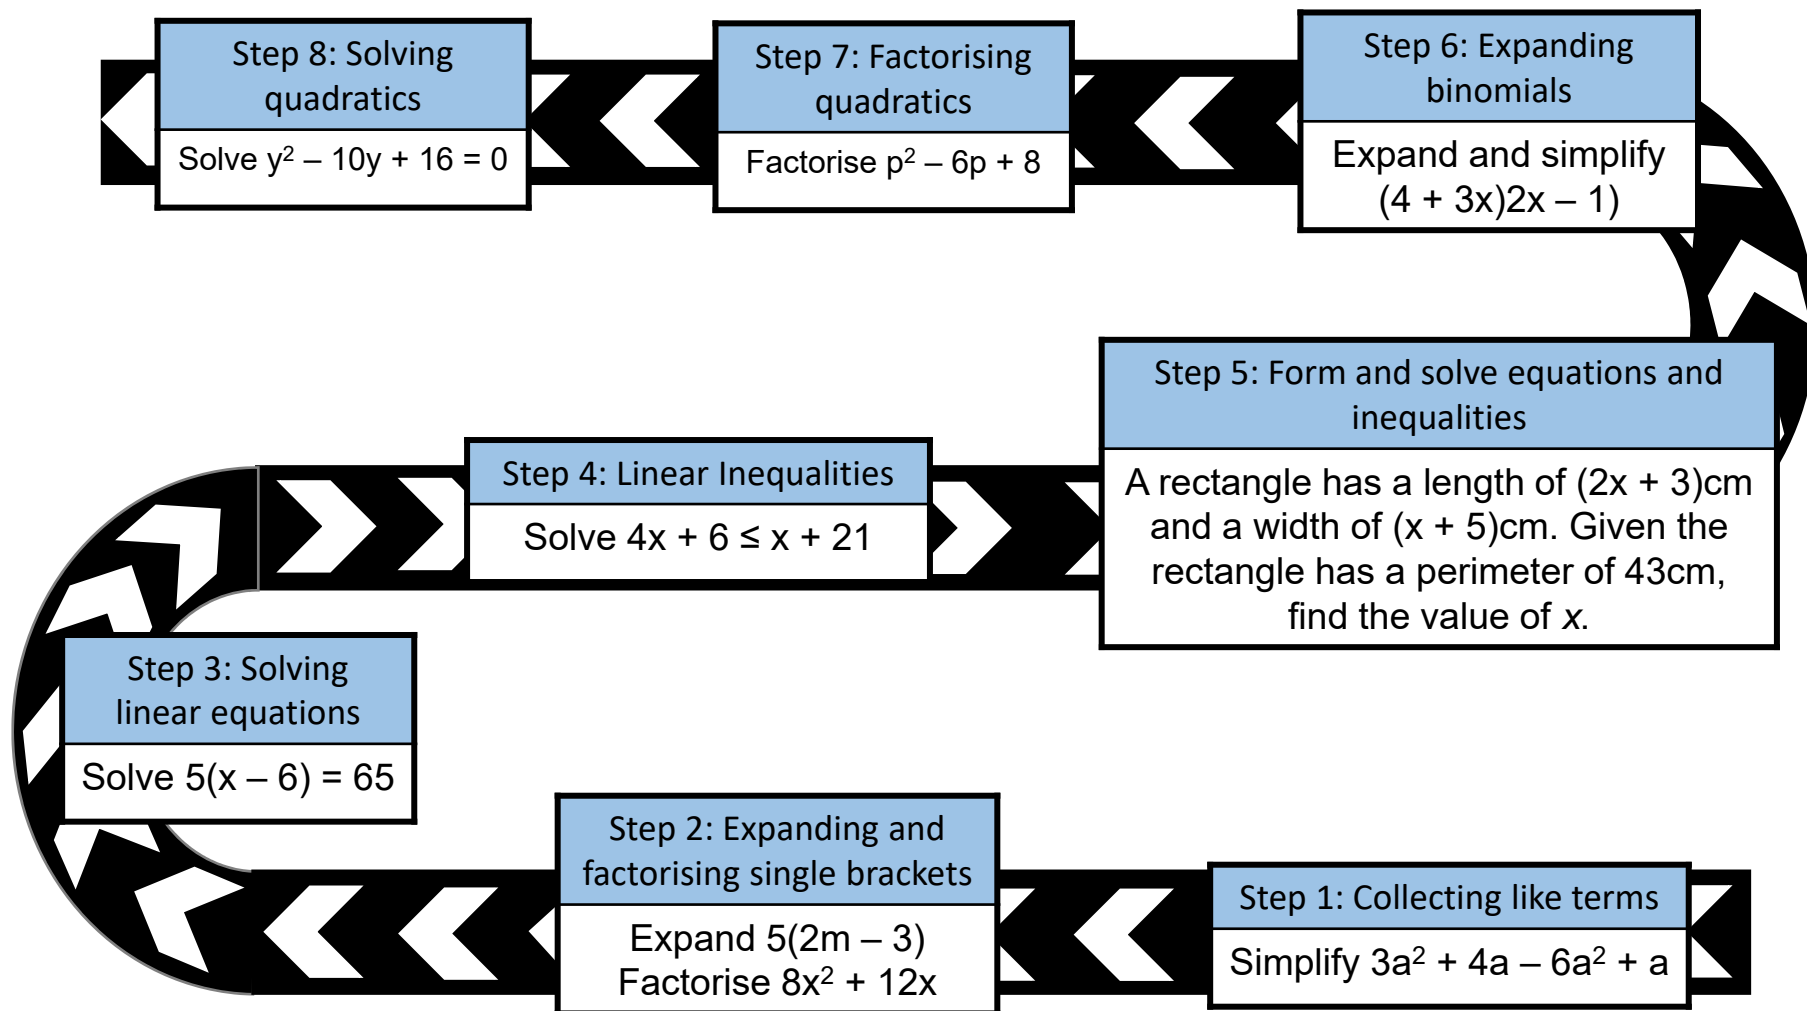 Step 8: Solving
quadratics
Solve y² – 10y + 16 = 0
Step 7: Factorising
quadratics
Factorise p² – 6p + 8
Step 6: Expanding
binomials
Expand and simplify
(4 + 3x)2x – 1)
Step 5: Form and solve equations and
inequalities
A rectangle has a length of (2x + 3)cm
and a width of (x + 5)cm. Given the
rectangle has a perimeter of 43cm,
find the value of x.
Step 4: Linear Inequalities
Solve 4x + 6 ≤ x + 21
Step 3: Solving
linear equations
Solve 5(x – 6) = 65
Step 2: Expanding and
factorising single brackets
Expand 5(2m – 3)
Factorise 8x² + 12x
Step 1: Collecting like terms
Simplify 3a² + 4a – 6a² + a